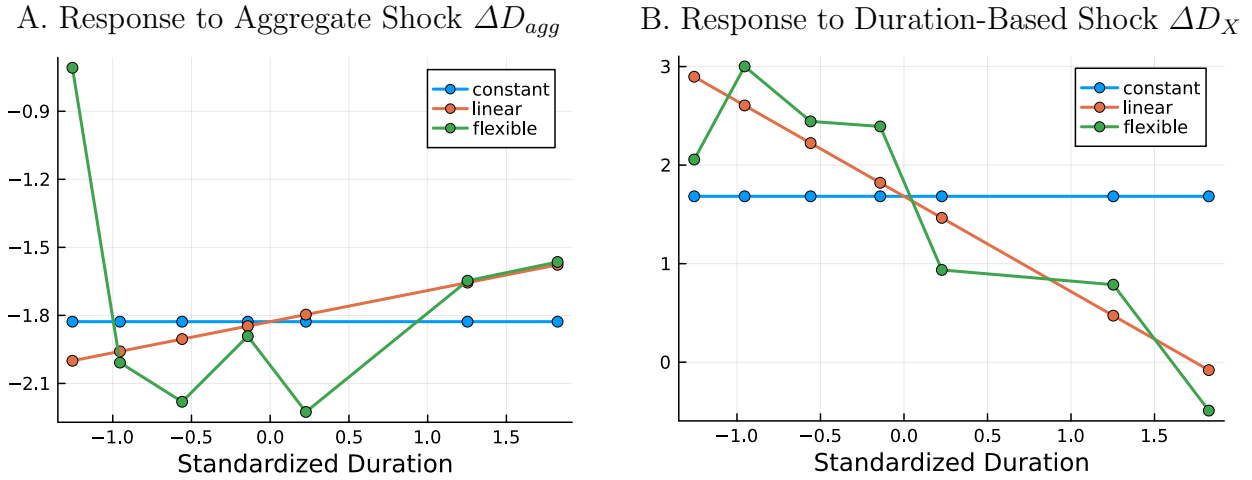 A. Response to Aggregate Shock ΔD_agg
constant
linear
flexible
−0.9
−1.2
−1.5
−1.8
−2.1
−1.0
−0.5
0.0
0.5
1.0
1.5
Standardized Duration
B. Response to Duration-Based Shock ΔD_X
constant
linear
flexible
3
2
1
0
−1.0
−0.5
0.0
0.5
1.0
1.5
Standardized Duration